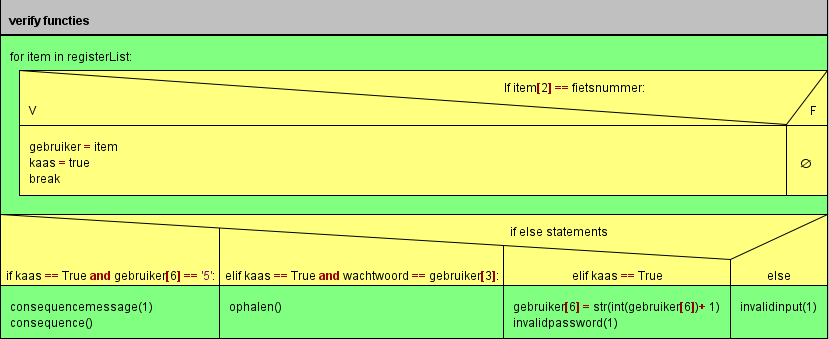 verify functies
for item in registerList:
If item[2] == fietsnummer:
V
F
gebruiker = item
kaas = true
break
∅
if else statements
if kaas == True and gebruiker[6] == '5':
elif kaas == True and wachtwoord == gebruiker[3]:
elif kaas == True
else
consequencemessage(1)
consequence()
ophalen()
gebruiker[6] = str(int(gebruiker[6])+ 1)
invalidpassword(1)
invalidinput(1)